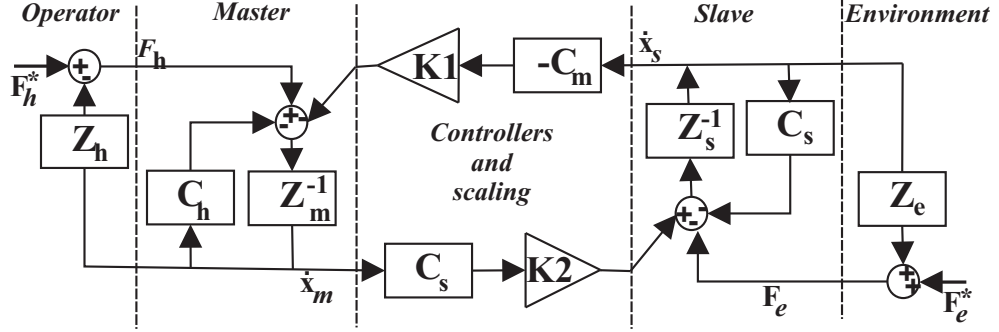 Operator Master Slave Environment
F_h ẋ_s
K1 -C_m
F_h^*
Z_h Z_s^{-1} C_s
Controllers
and
scaling
C_h Z_m^{-1} Z_e
C_s K2
ẋ_m F_e F_e^*
+ -
+ - -
+ - -
+ +